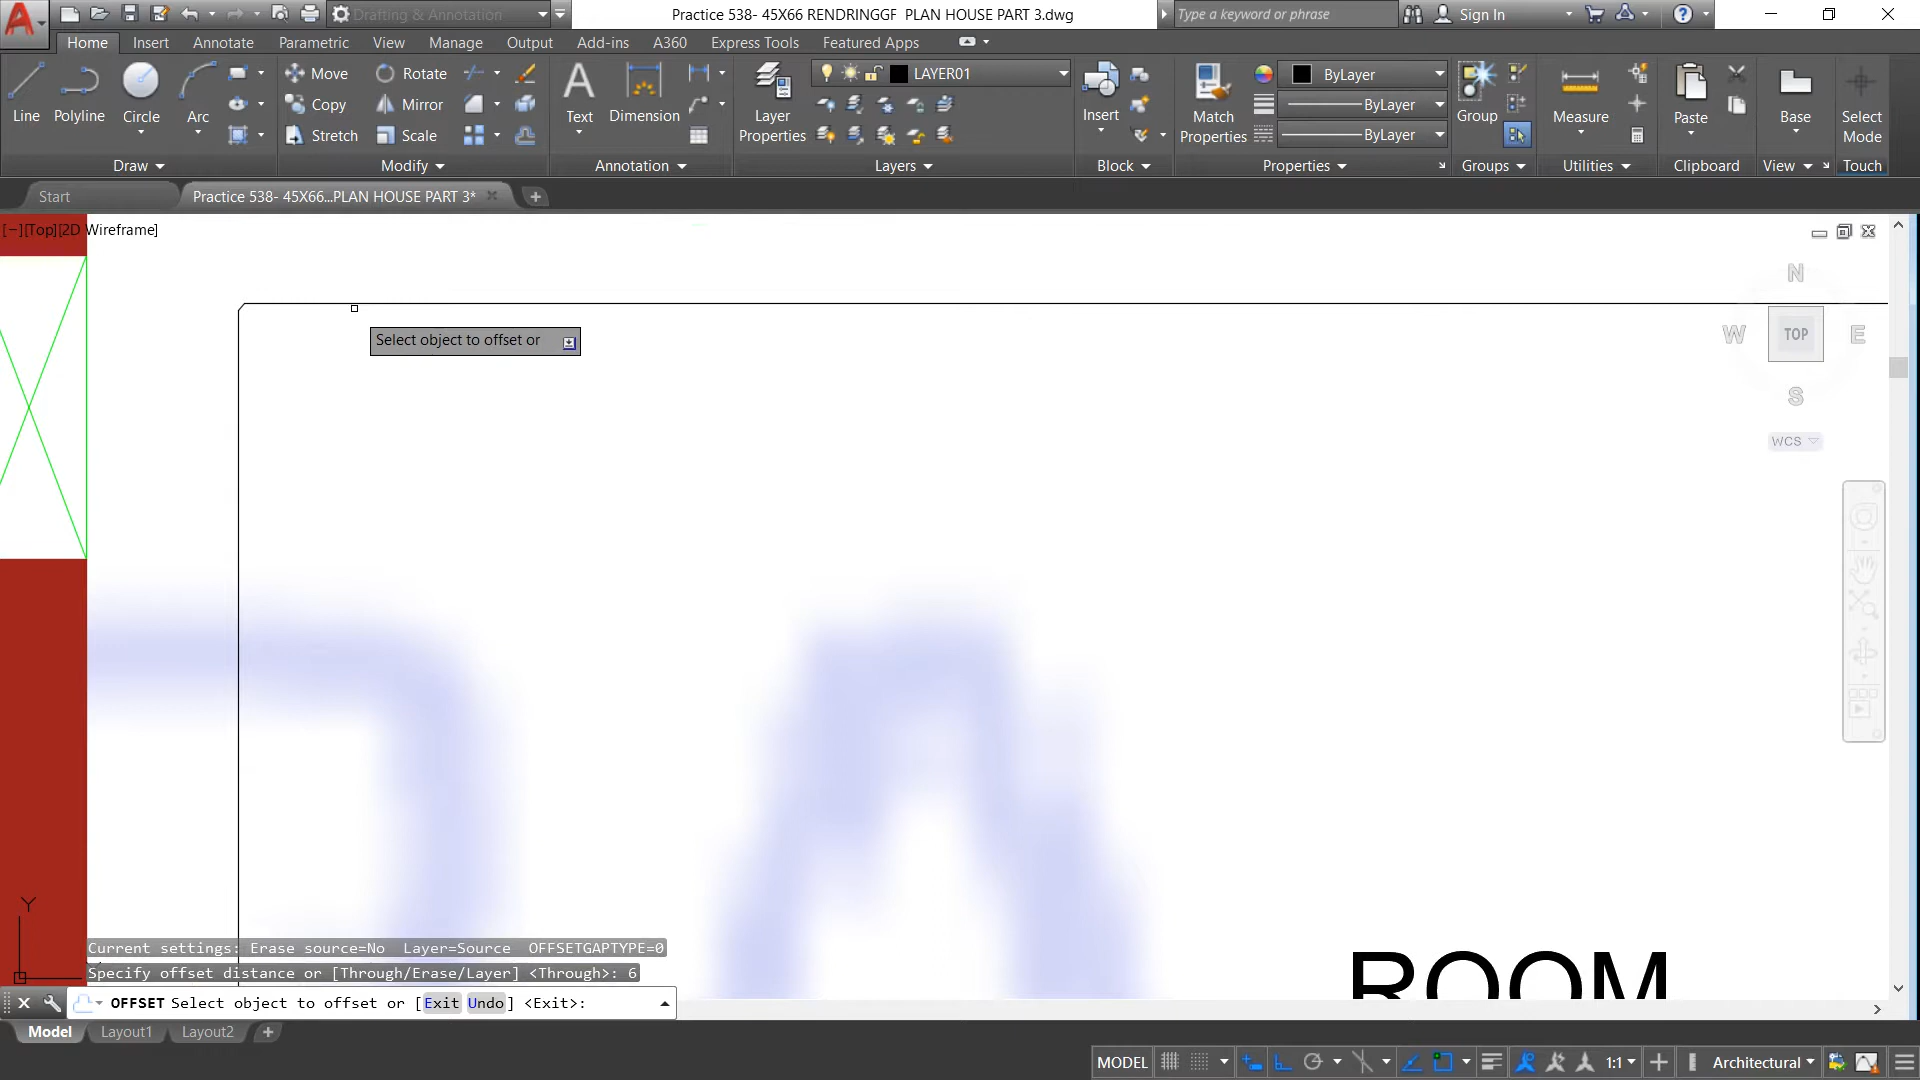 Drafting & Annotation
Practice 538- 45X66 RENDRINGGF  PLAN HOUSE PART 3.dwg
Type a keyword or phrase
Sign In
Home Insert Annotate Parametric View Manage Output Add-ins A360 Express Tools Featured Apps
Line Polyline Circle Arc
Move Rotate
Copy Mirror
Stretch Scale
Text Dimension
Layer Properties
LAYER01
Insert
Match Properties
ByLayer
ByLayer
ByLayer
Group
Measure
Paste
Base
Select Mode
Draw Modify Annotation Layers Block Properties Groups Utilities Clipboard View Touch
Start
Practice 538- 45X66...PLAN HOUSE PART 3*
[−][Top][2D Wireframe]
N
W TOP E
S
WCS
Select object to offset or
ROOM
Y
Current settings: Erase source=No  Layer=Source  OFFSETGAPTYPE=0
Specify offset distance or [Through/Erase/Layer] <Through>: 6
OFFSET Select object to offset or [Exit Undo] <Exit>:
Model Layout1 Layout2
MODEL 1:1 Architectural